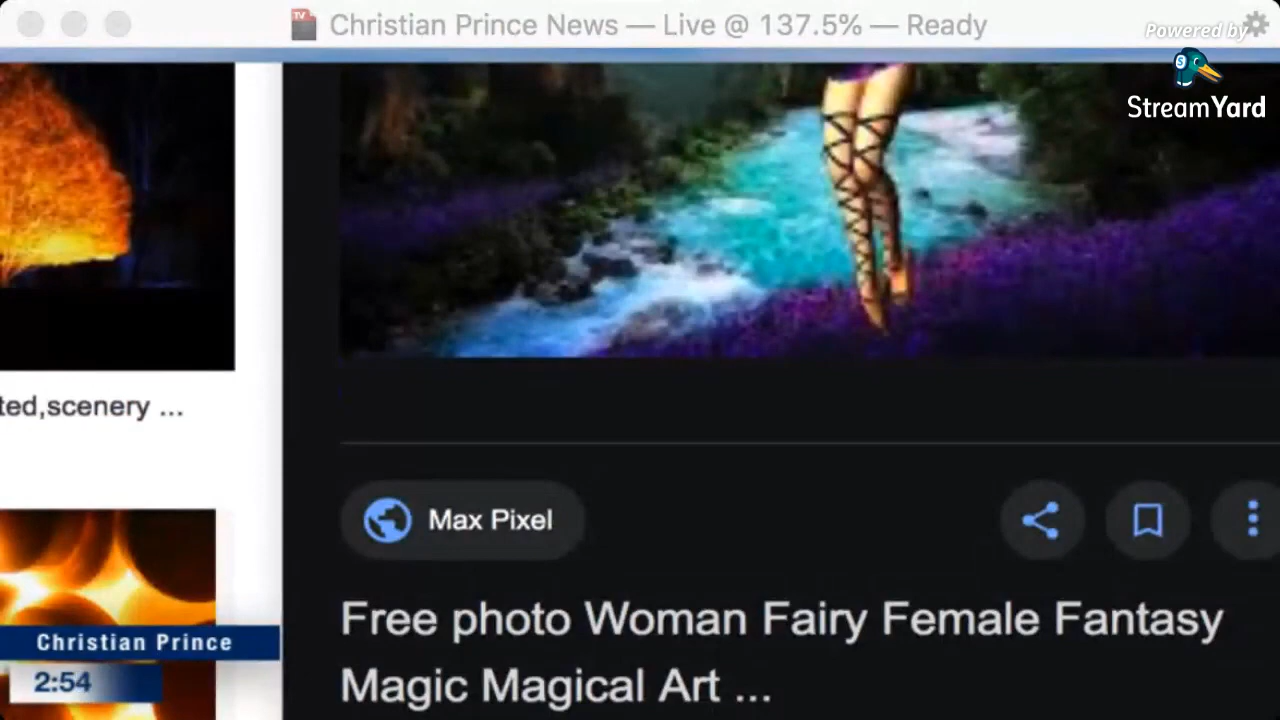 Christian Prince News — Live @ 137.5% — Ready
Powered by
StreamYard
ted,scenery ...
Max Pixel
Free photo Woman Fairy Female Fantasy
Magic Magical Art ...
Christian Prince
2:54